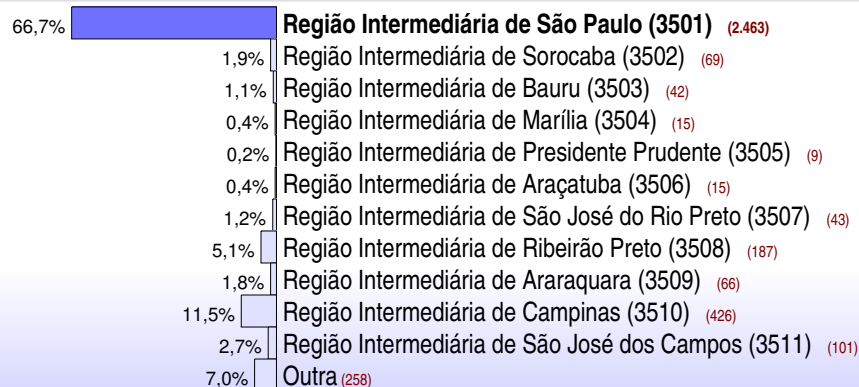 66,7% Região Intermediária de São Paulo (3501) (2.463)
1,9% Região Intermediária de Sorocaba (3502) (69)
1,1% Região Intermediária de Bauru (3503) (42)
0,4% Região Intermediária de Marília (3504) (15)
0,2% Região Intermediária de Presidente Prudente (3505) (9)
0,4% Região Intermediária de Araçatuba (3506) (15)
1,2% Região Intermediária de São José do Rio Preto (3507) (43)
5,1% Região Intermediária de Ribeirão Preto (3508) (187)
1,8% Região Intermediária de Araraquara (3509) (66)
11,5% Região Intermediária de Campinas (3510) (426)
2,7% Região Intermediária de São José dos Campos (3511) (101)
7,0% Outra (258)